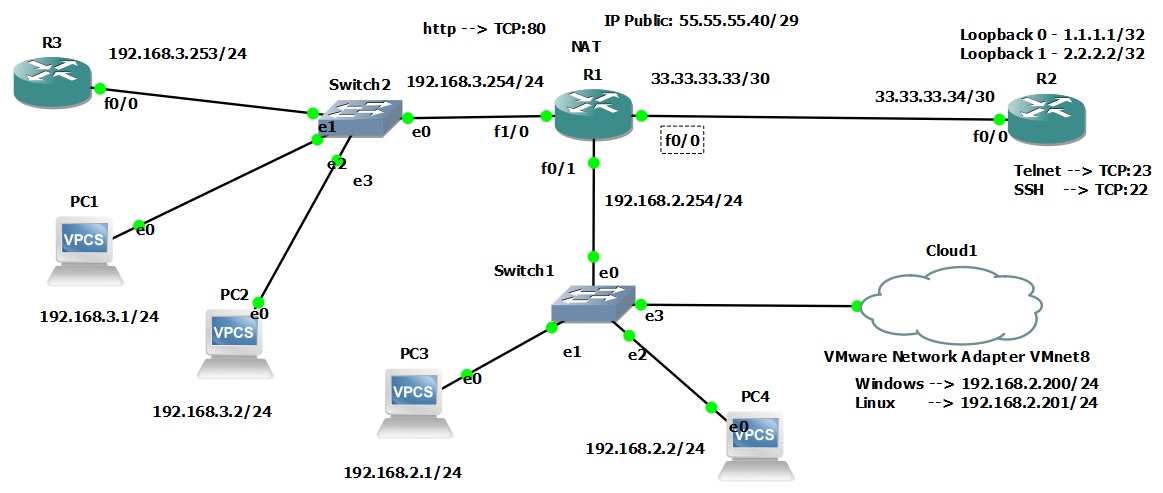 http --> TCP:80
IP Public: 55.55.55.40/29
NAT
R3
192.168.3.253/24
f0/0
Switch2
192.168.3.254/24
e1
e0
e2
e3
f1/0
R1
33.33.33.33/30
f0/0
f0/1
Loopback 0 - 1.1.1.1/32
Loopback 1 - 2.2.2.2/32
R2
33.33.33.34/30
f0/0
Telnet --> TCP:23
SSH --> TCP:22
192.168.2.254/24
PC1
e0
VPCS
192.168.3.1/24
PC2
e0
VPCS
192.168.3.2/24
Switch1
e0
e3
e1
e2
Cloud1
VMware Network Adapter VMnet8
Windows --> 192.168.2.200/24
Linux --> 192.168.2.201/24
PC3
e0
VPCS
192.168.2.1/24
PC4
e0
VPCS
192.168.2.2/24